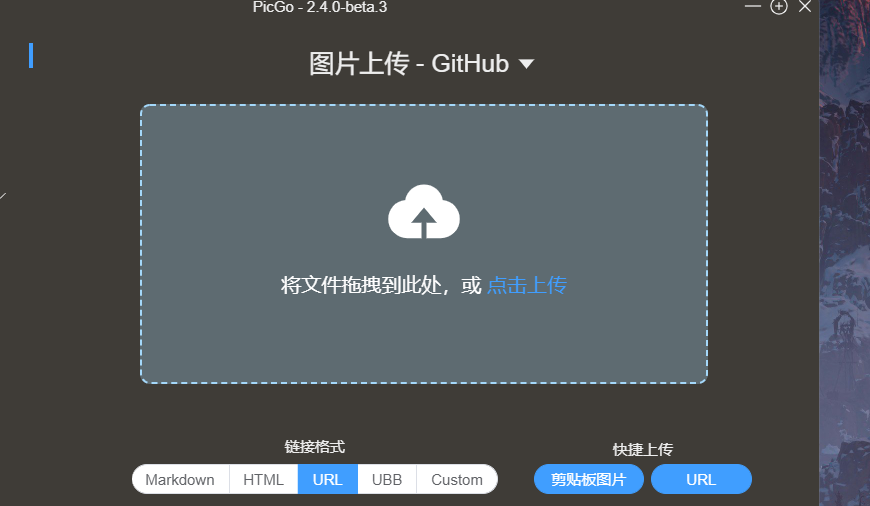 PicGo - 2.4.0-beta.3
图片上传 - GitHub
将文件拖拽到此处，或 点击上传
链接格式
快捷上传
Markdown HTML URL UBB Custom
剪贴板图片 URL